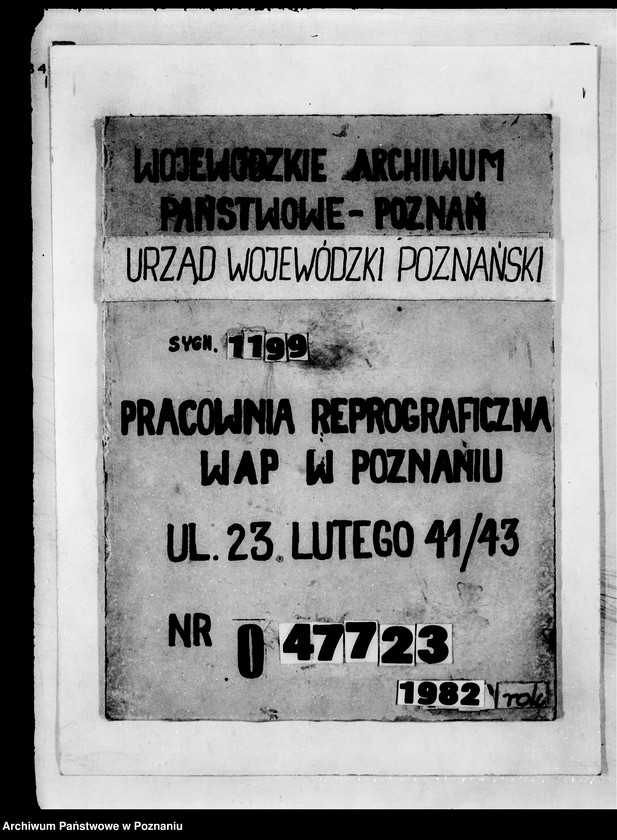 WOJEWÓDZKIE ARCHIWUM
PAŃSTWOWE - POZNAŃ
URZĄD WOJEWÓDZKI POZNAŃSKI
SYGN. 1199
PRACOWNIA REPROGRAFICZNA
WAP W POZNANIU
UL. 23 LUTEGO 41/43
NR 0 47723
1982 rok
Archiwum Państwowe w Poznaniu